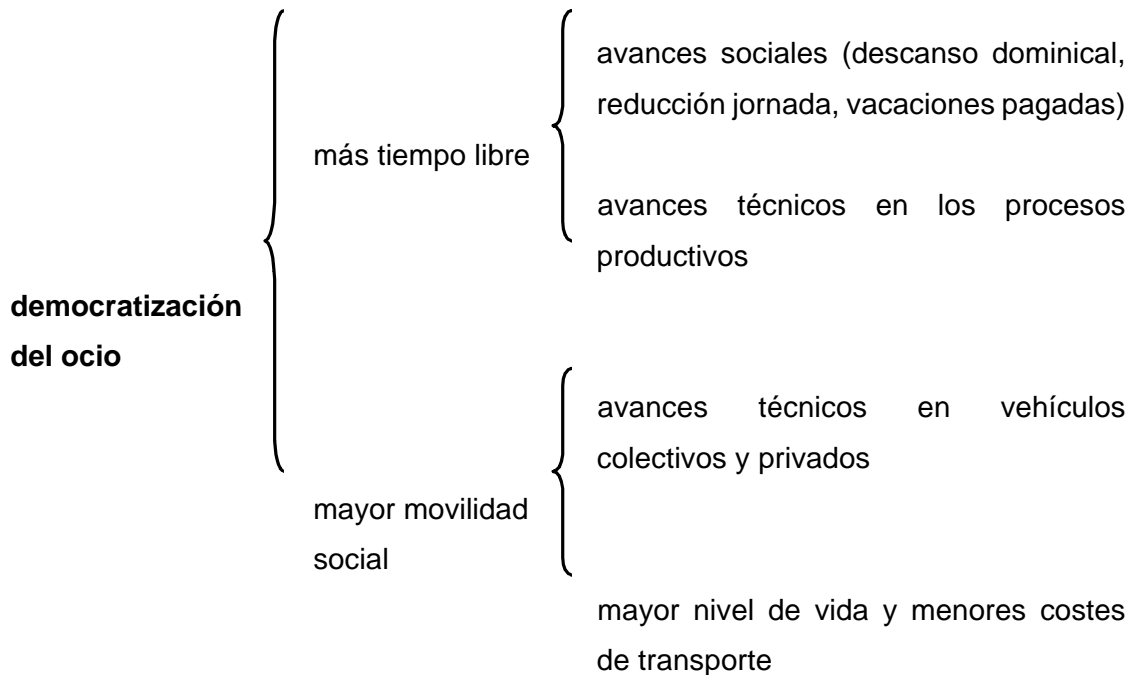 democratización
del ocio
más tiempo libre
avances sociales (descanso dominical,
reducción jornada, vacaciones pagadas)
avances técnicos en los procesos
productivos
mayor movilidad
social
avances técnicos en vehículos
colectivos y privados
mayor nivel de vida y menores costes
de transporte